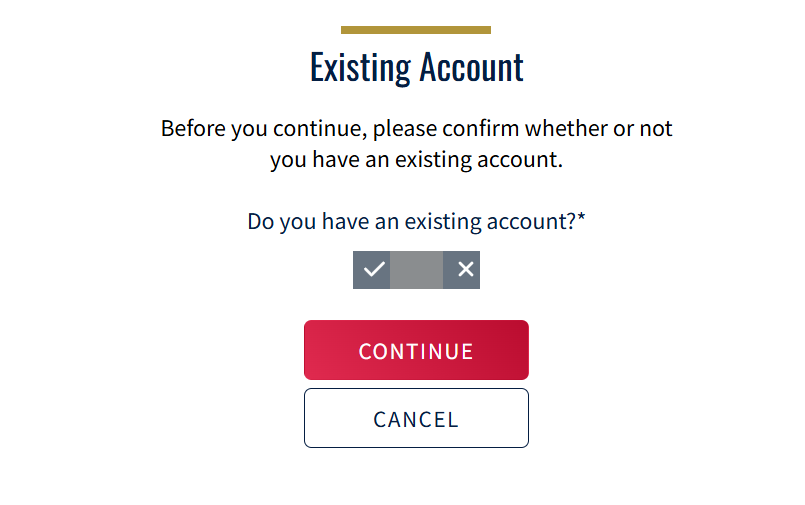 Existing Account
Before you continue, please confirm whether or not
you have an existing account.
Do you have an existing account?*
CONTINUE
CANCEL